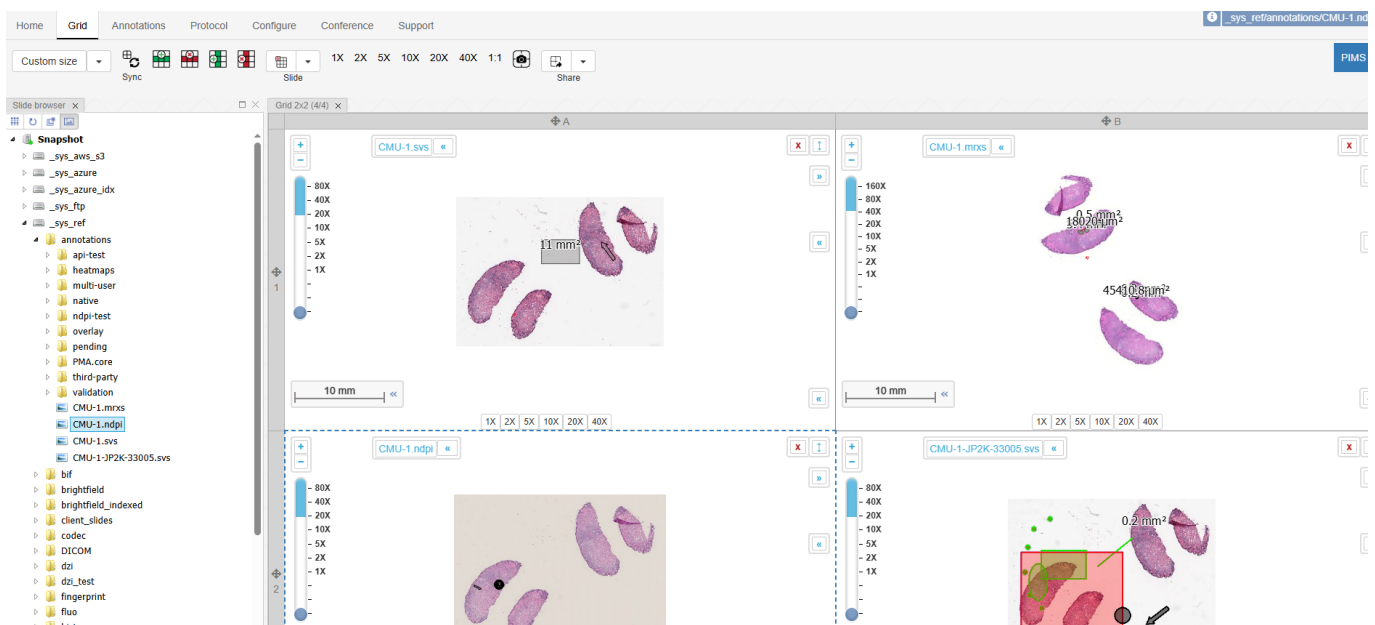 Home Grid Annotations Protocol Configure Conference Support
_sys_ref/annotations/CMU-1.nd
Custom size
Sync
Slide
1X 2X 5X 10X 20X 40X 1:1
Share
PIMS
Slide browser x
Grid 2x2 (4/4) x
Snapshot
_sys_aws_s3
_sys_azure
_sys_azure_idx
_sys_ftp
_sys_ref
annotations
api-test
heatmaps
multi-user
native
ndpi-test
overlay
pending
PMA.core
third-party
validation
CMU-1.mrxs
CMU-1.ndpi
CMU-1.svs
CMU-1-JP2K-33005.svs
bif
brightfield
brightfield_indexed
client_slides
codec
DICOM
dzi
dzi_test
fingerprint
fluo
A
B
1
+
−
CMU-1.svs «
x
80X
40X
20X
10X
5X
2X
1X
11 mm²
10 mm «
1X 2X 5X 10X 20X 40X
+
−
CMU-1.mrxs «
x
160X
80X
40X
20X
10X
5X
2X
1X
0.5 mm²
10 mm «
1X 2X 5X 10X 20X 40X
2
+
−
CMU-1.ndpi «
x
80X
40X
20X
10X
5X
2X
1X
+
−
CMU-1-JP2K-33005.svs «
x
80X
40X
20X
10X
5X
2X
1X
0.2 mm²